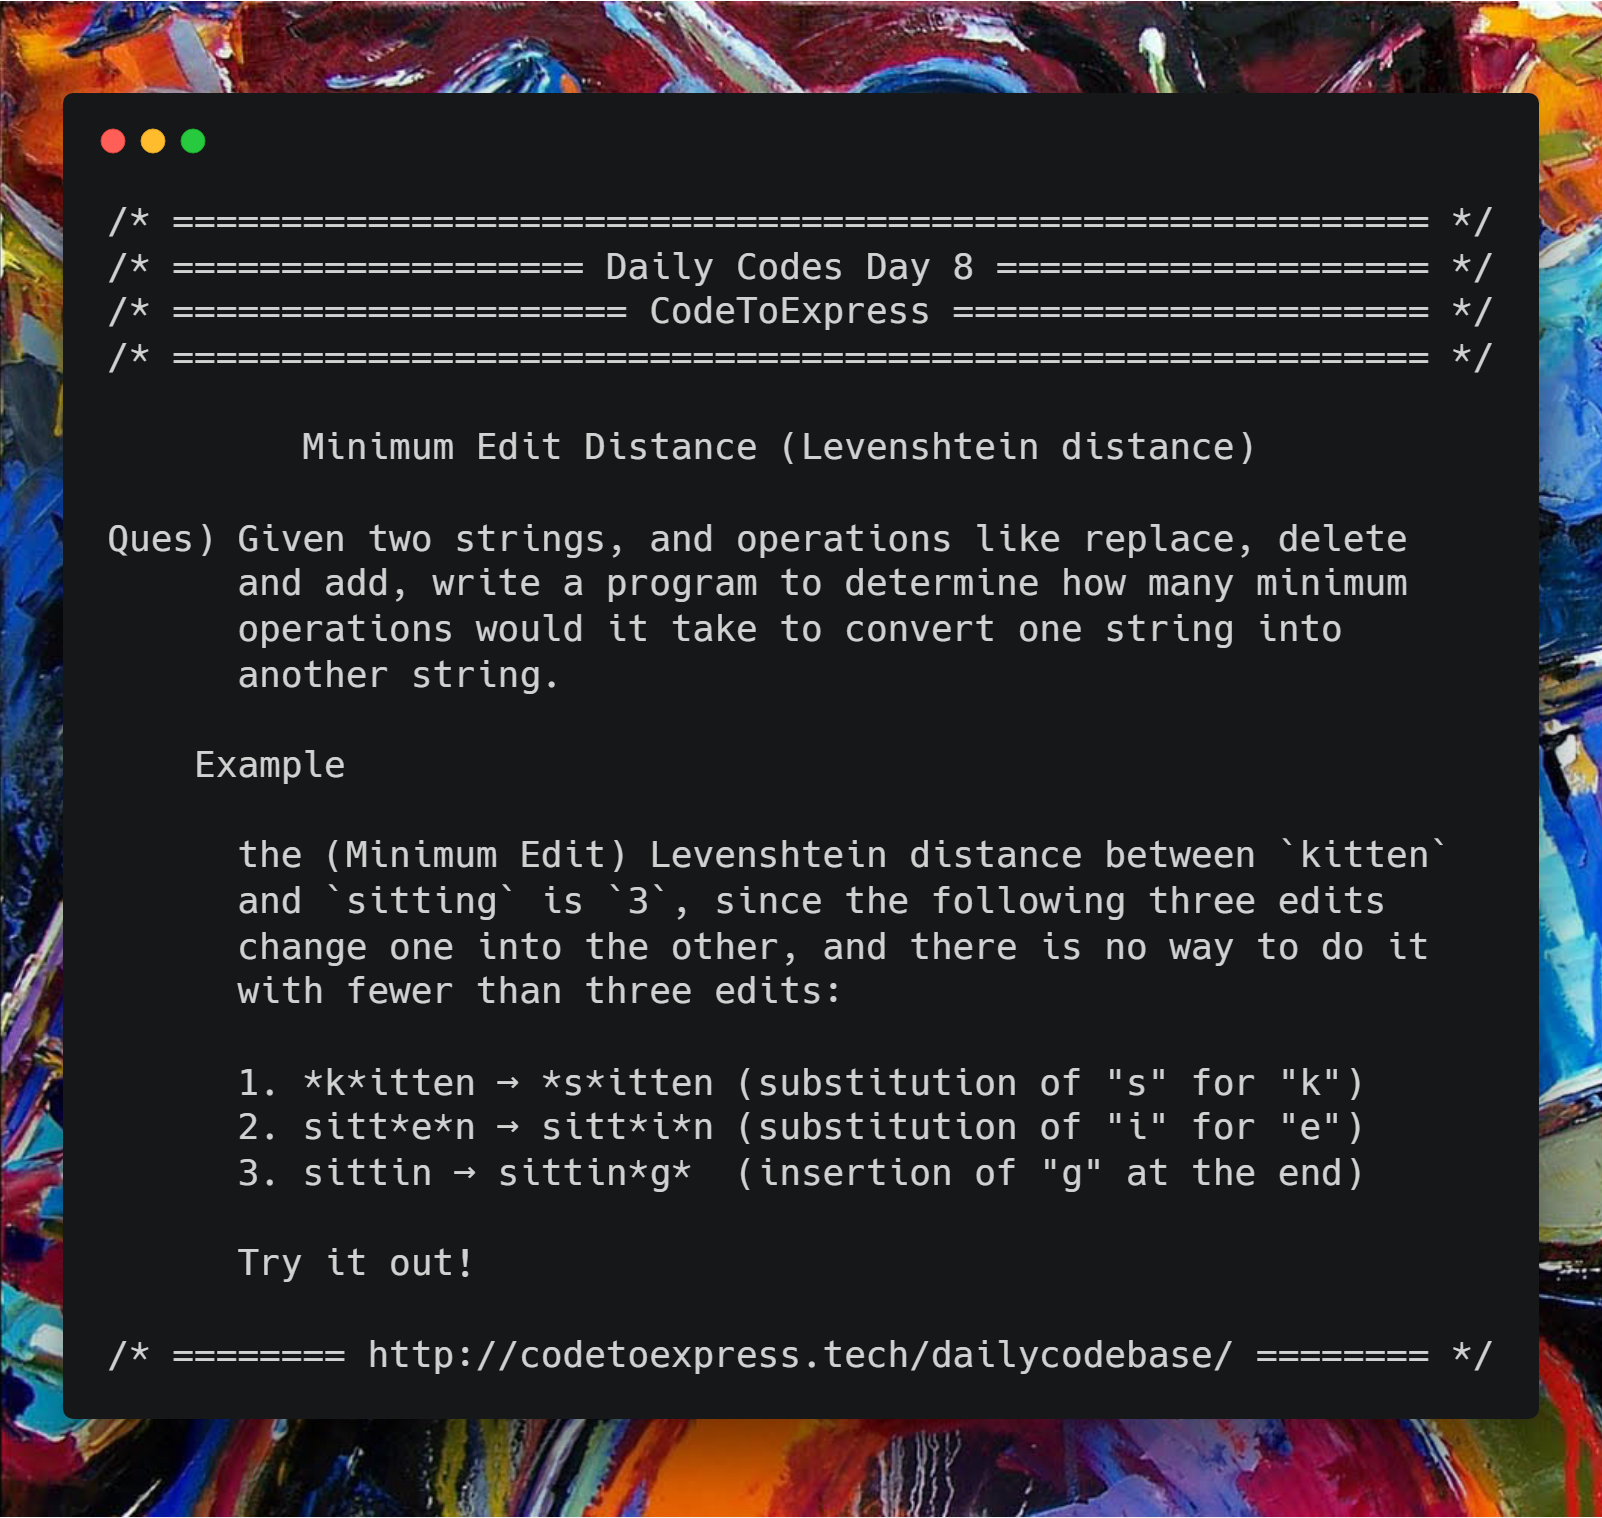 /* ========================================================== */
/* =================== Daily Codes Day 8 ==================== */
/* ===================== CodeToExpress ====================== */
/* ========================================================== */
Minimum Edit Distance (Levenshtein distance)
Ques) Given two strings, and operations like replace, delete
and add, write a program to determine how many minimum
operations would it take to convert one string into
another string.
Example
the (Minimum Edit) Levenshtein distance between `kitten`
and `sitting` is `3`, since the following three edits
change one into the other, and there is no way to do it
with fewer than three edits:
1. *k*itten → *s*itten (substitution of "s" for "k")
2. sitt*e*n → sitt*i*n (substitution of "i" for "e")
3. sittin → sittin*g*  (insertion of "g" at the end)
Try it out!
/* ======== http://codetoexpress.tech/dailycodebase/ ======== */